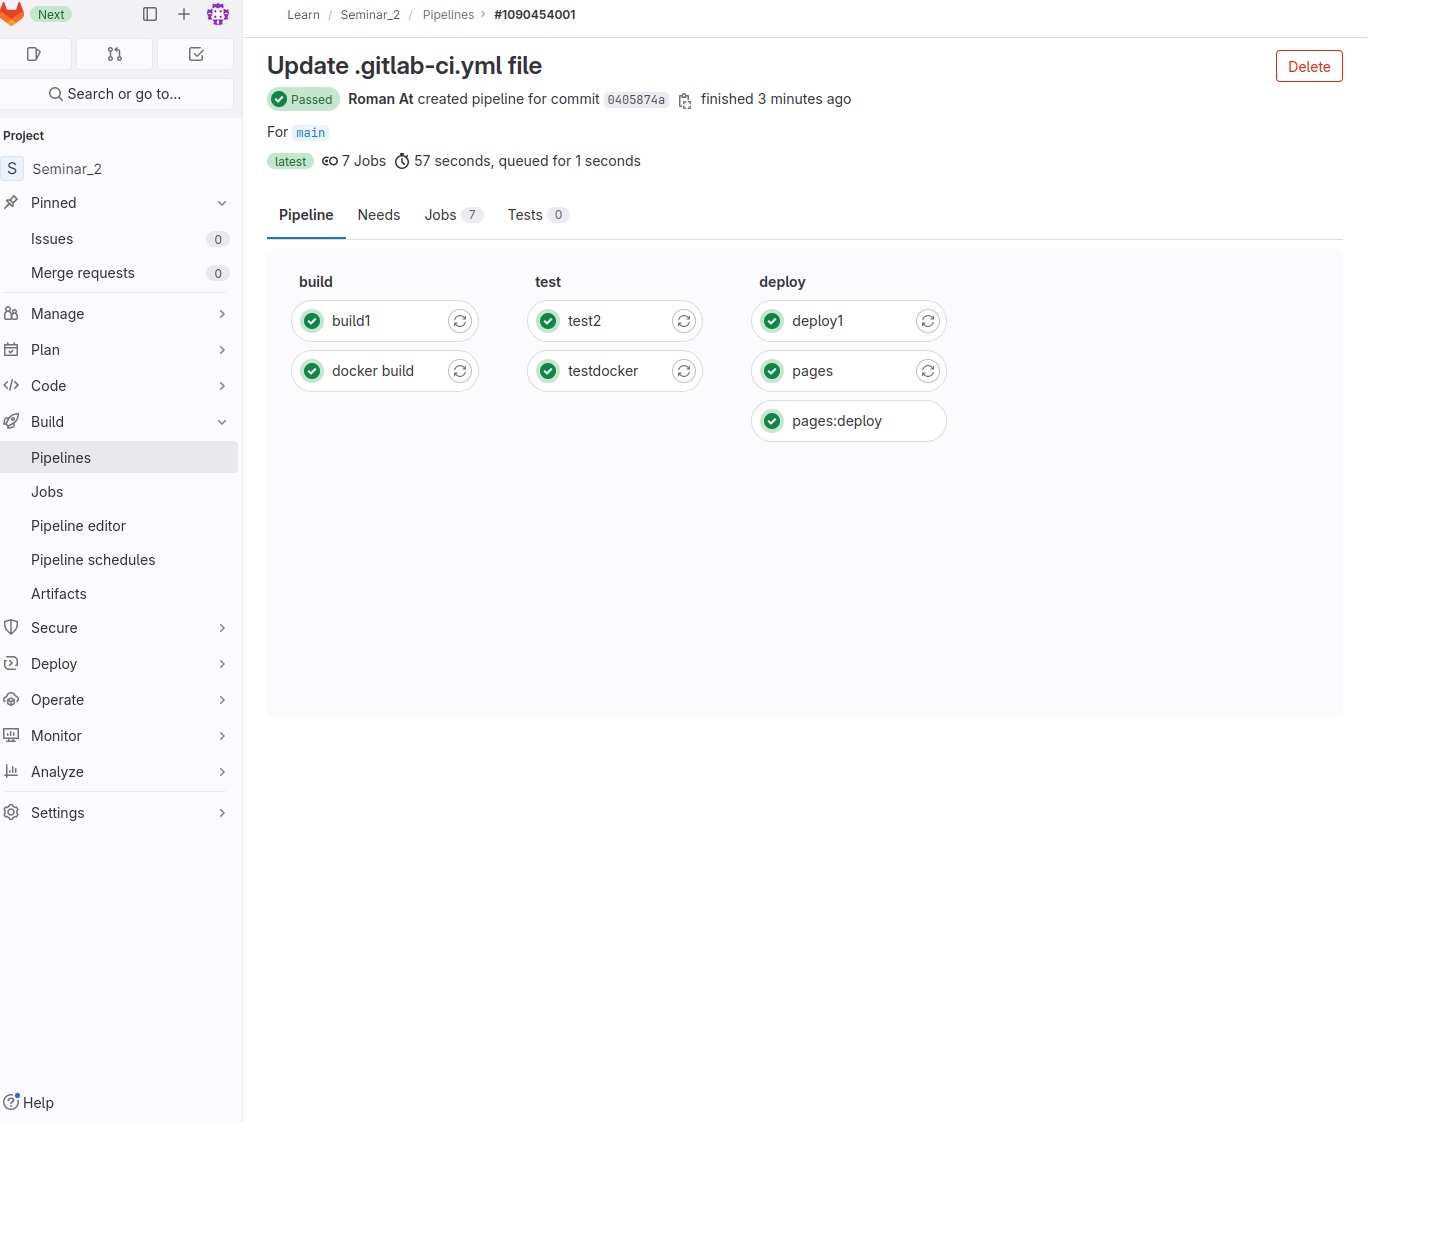 Next
Search or go to...
Project
S Seminar_2
Pinned
Issues 0
Merge requests 0
Manage
Plan
Code
Build
Pipelines
Jobs
Pipeline editor
Pipeline schedules
Artifacts
Secure
Deploy
Operate
Monitor
Analyze
Settings
Help
Learn / Seminar_2 / Pipelines > #1090454001
Update .gitlab-ci.yml file
Delete
Passed Roman At created pipeline for commit 0405874a finished 3 minutes ago
For main
latest 7 Jobs 57 seconds, queued for 1 seconds
Pipeline Needs Jobs 7 Tests 0
build test deploy
build1 test2 deploy1
docker build testdocker pages
pages:deploy